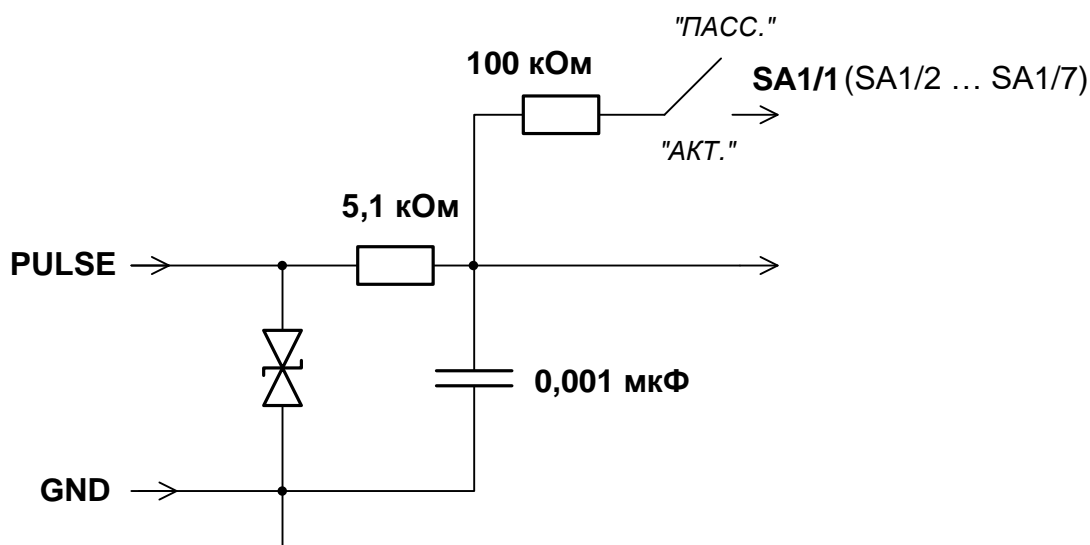 "ПАСС."
100 кОм
SA1/1 (SA1/2 ... SA1/7)
"АКТ."
5,1 кОм
PULSE
0,001 мкФ
GND